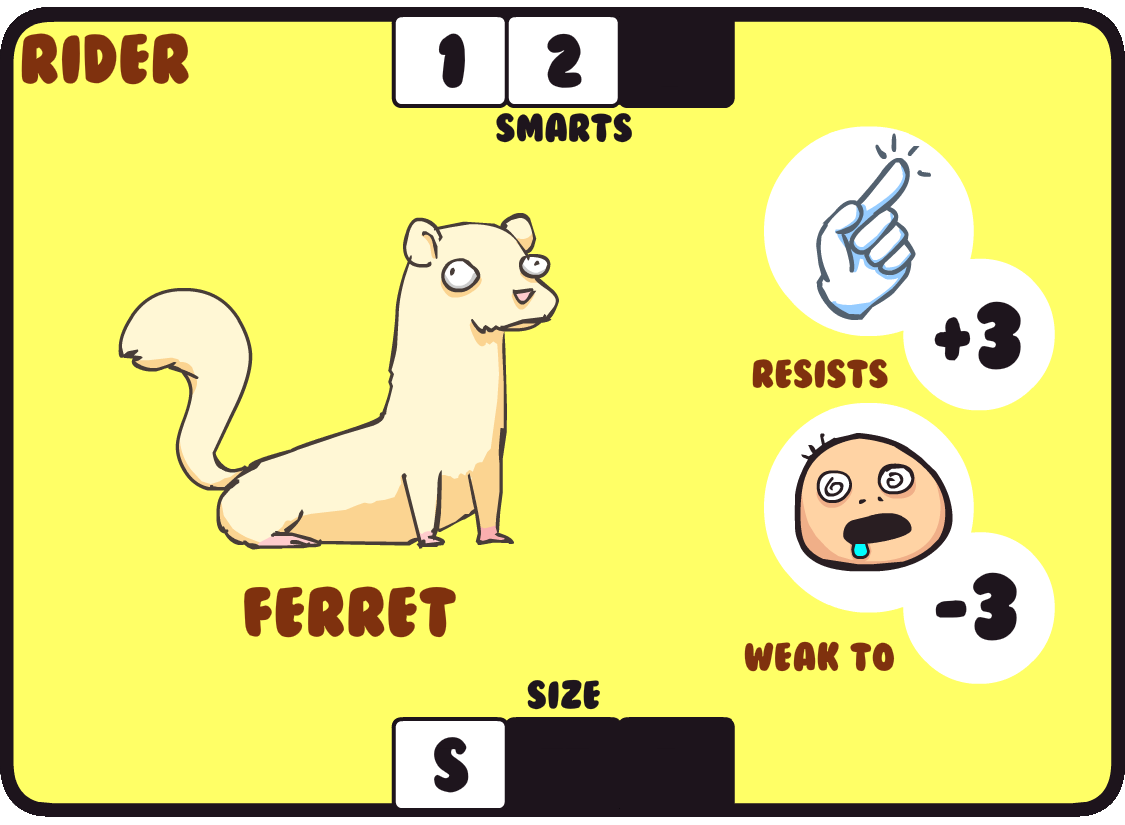 RIDER
1 2
SMARTS
+3
RESISTS
-3
WEAK TO
FERRET
SIZE
S